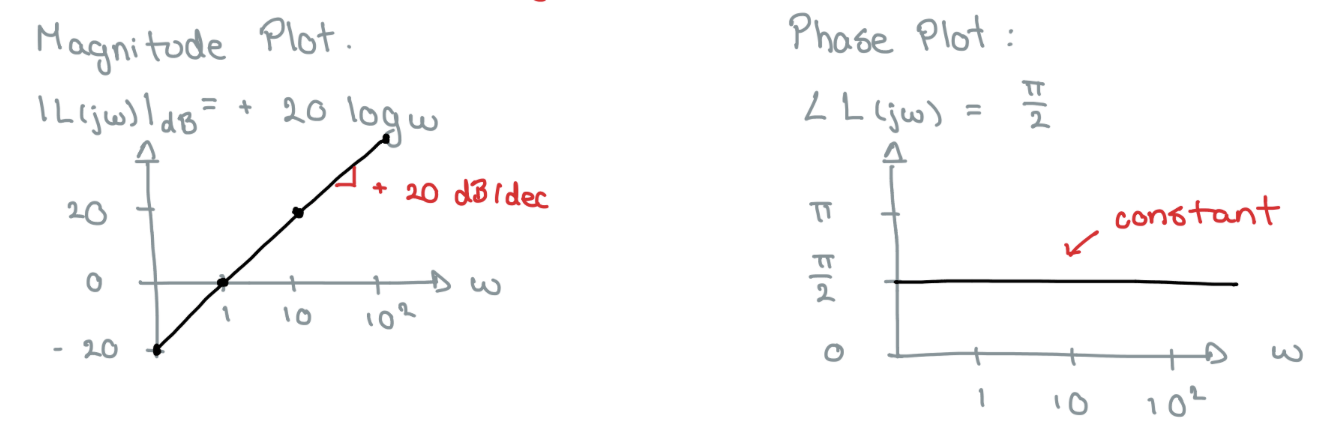 Magnitude Plot.
|L(jω)|dB = + 20 log ω
+ 20 dB/dec
20
0
ω
1 10 10²
- 20
Phase Plot :
∠ L(jω) = π/2
π
constant
π/2
0
ω
1 10 10²